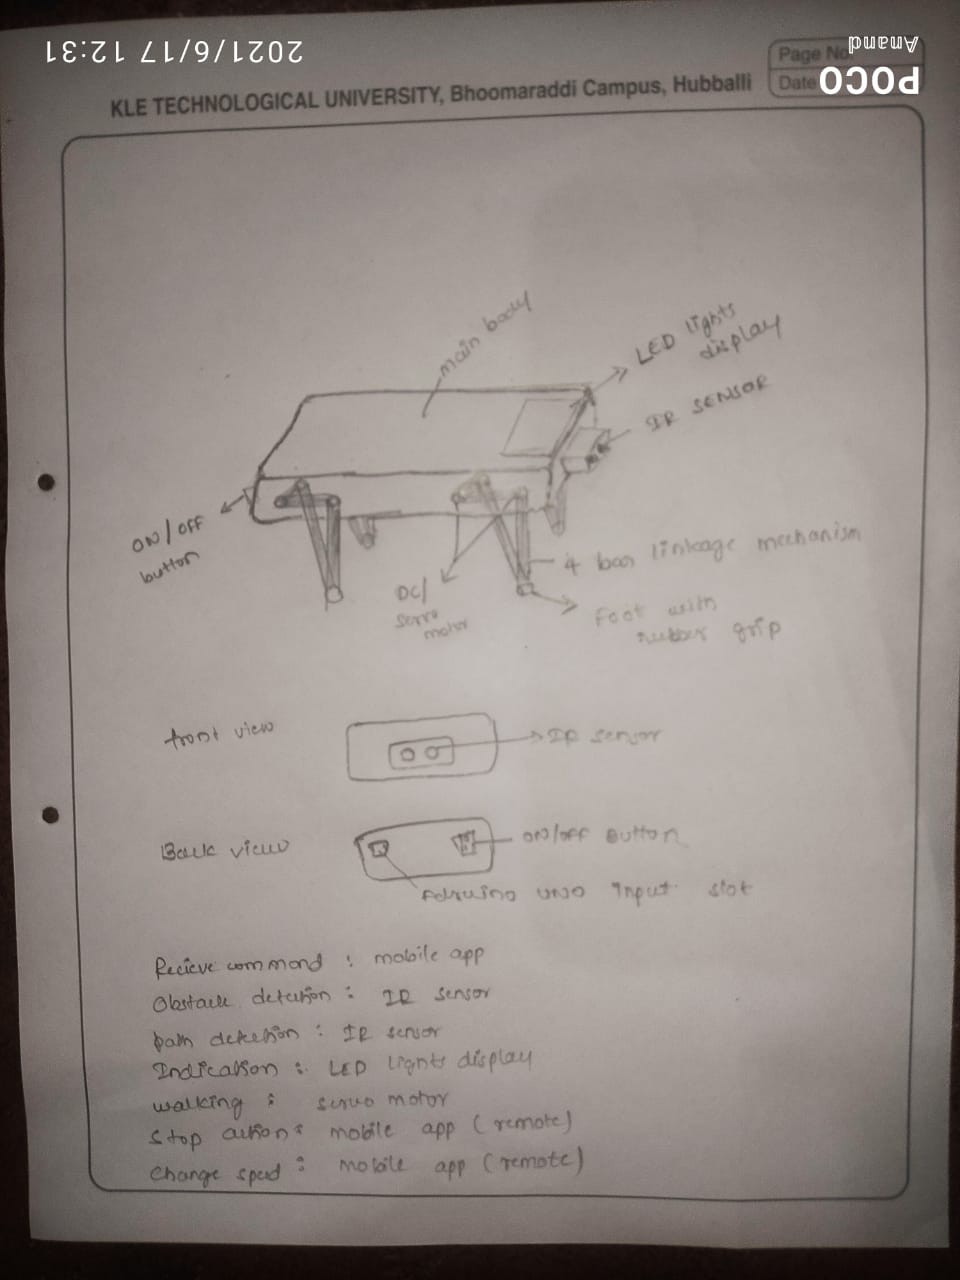 2021/6/17 12:31
Anand
POCO
Page No.
Date
KLE TECHNOLOGICAL UNIVERSITY, Bhoomaraddi Campus, Hubballi
main body
LED lights
display
IR SENSOR
ON/OFF
button
DC/
servo
motor
4 bar linkage mechanism
Foot with
rubber grip
front view
IR sensor
Back view
ON/OFF Button
Adruino UNO Input slot
Recieve command : mobile app
Obstacle detection : IR sensor
path detection : IR sensor
Indication : LED lights display
walking : servo motor
Stop action : mobile app (remote)
Change speed : mobile app (remote)